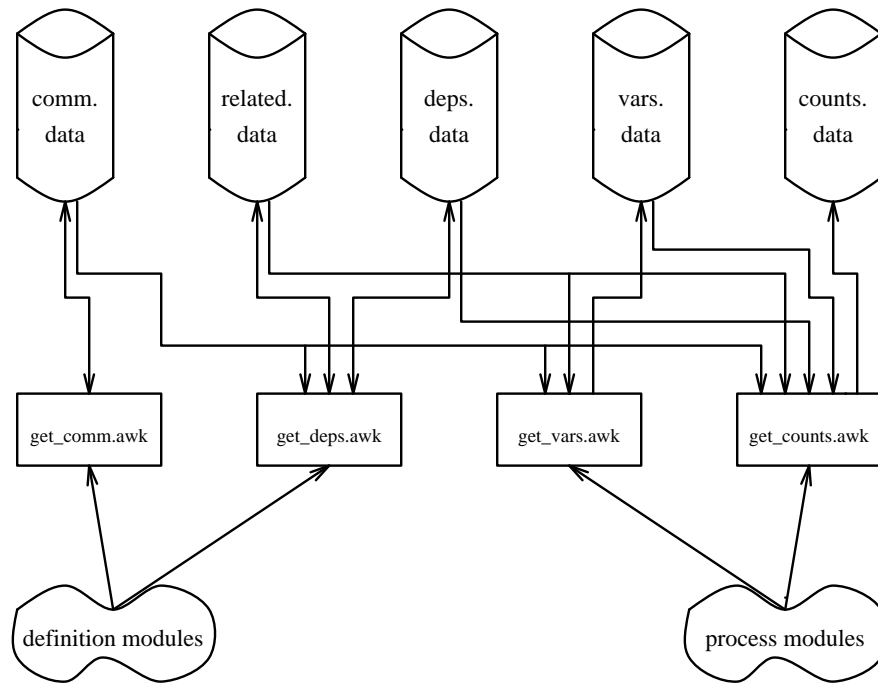 comm.
data
related.
data
deps.
data
vars.
data
counts.
data
get_comm.awk
get_deps.awk
get_vars.awk
get_counts.awk
definition modules
process modules